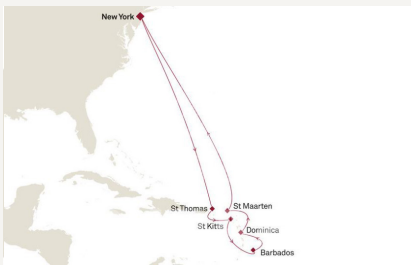 New York
St Thomas
St Maarten
St Kitts
Dominica
Barbados